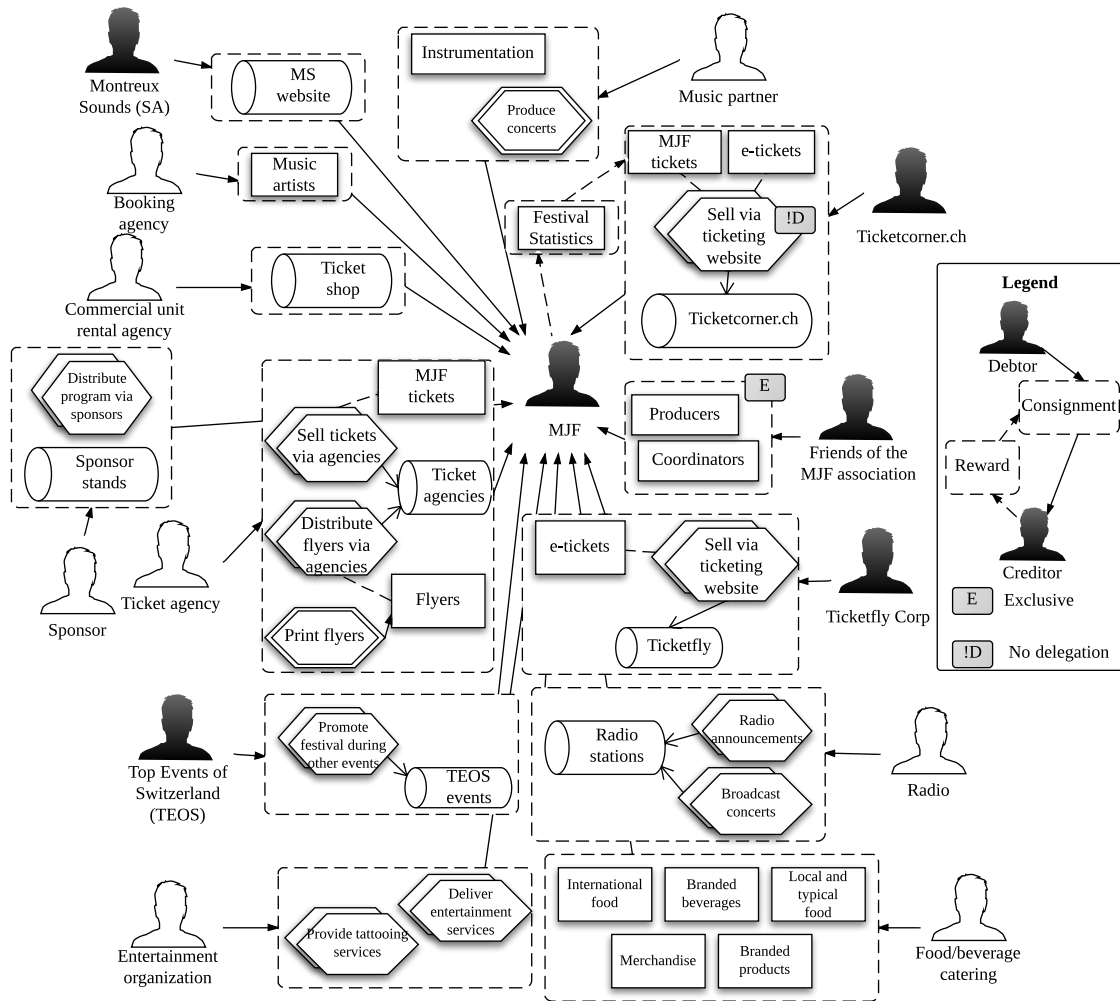 Montreux
Sounds (SA)
MS
website
Instrumentation
Produce
concerts
Music partner
Booking
agency
Music
artists
MJF
tickets
e-tickets
Sell via
ticketing
website
!D
Ticketcorner.ch
Ticketcorner.ch
Festival
Statistics
Commercial unit
rental agency
Ticket
shop
Legend
Debtor
Consignment
Reward
Creditor
E
Exclusive
!D
No delegation
Distribute
program via
sponsors
Sponsor
stands
Sponsor
MJF
tickets
Sell tickets
via agencies
Ticket
agencies
Distribute
flyers via
agencies
Flyers
Print flyers
Ticket agency
MJF
E
Producers
Coordinators
Friends of the
MJF association
e-tickets
Sell via
ticketing
website
Ticketfly
Ticketfly Corp
Top Events of
Switzerland
(TEOS)
Promote
festival during
other events
TEOS
events
Radio
stations
Radio
announcements
Broadcast
concerts
Radio
Entertainment
organization
Provide tattooing
services
Deliver
entertainment
services
International
food
Branded
beverages
Local and
typical
food
Merchandise
Branded
products
Food/beverage
catering